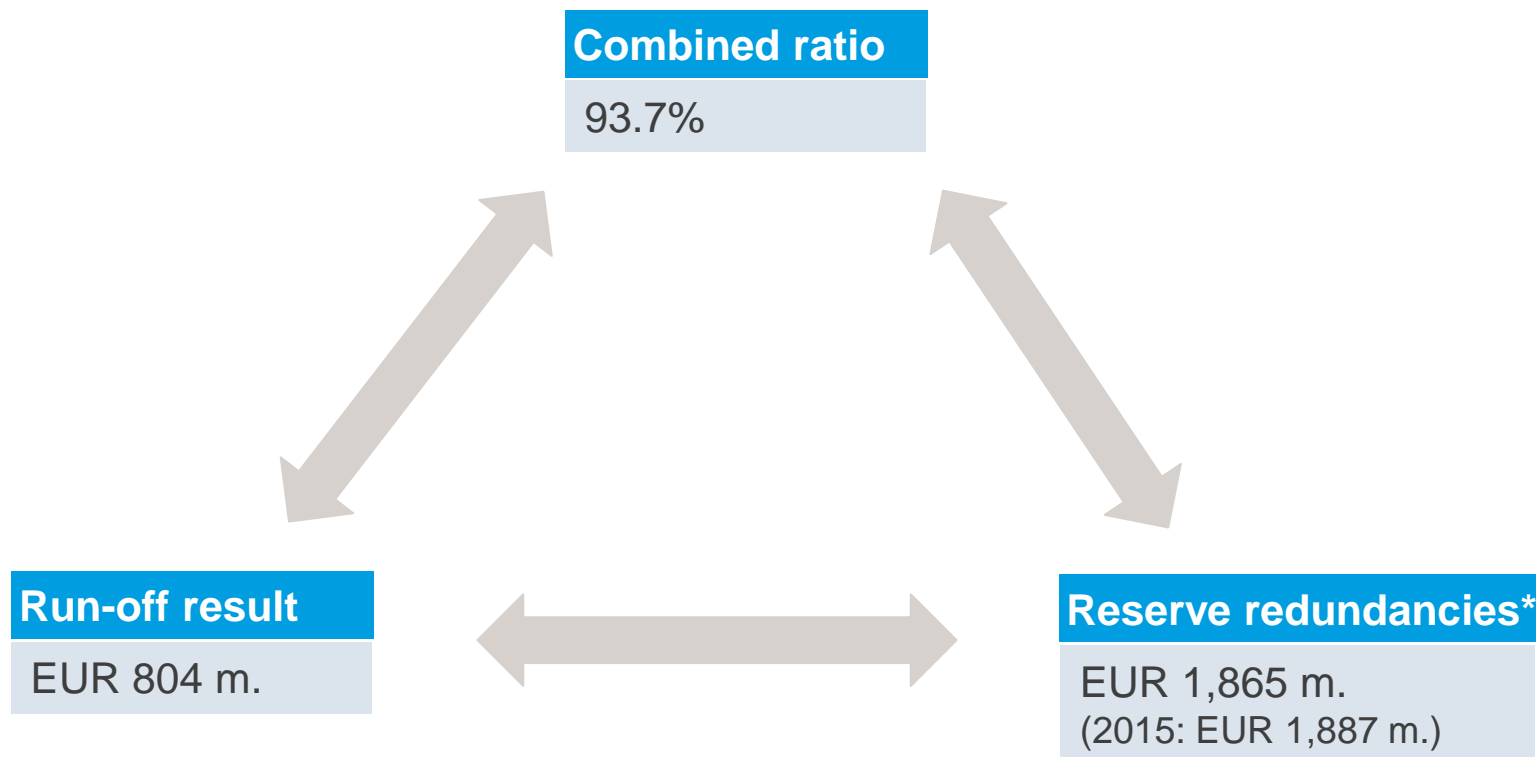 Combined ratio
93.7%
Run-off result
EUR 804 m.
Reserve redundancies*
EUR 1,865 m.
(2015: EUR 1,887 m.)